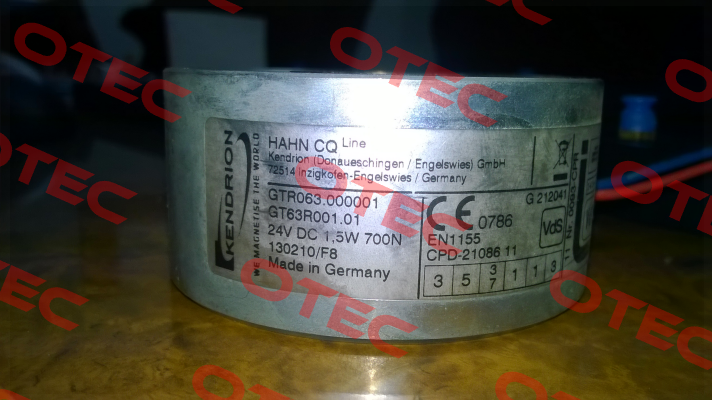 KENDRION
WE MAGNETISE THE WORLD
HAHN CQ Line
Kendrion (Donaueschingen / Engelswies) GmbH
72514 Inzigkofen-Engelswies / Germany
GTR063.000001
GT63R001.01
24V DC 1,5W 700N
130210/F8
Made in Germany
CE 0786
EN1155
CPD-21086 11
3 5 3/7 1 1 3
G 212041
VdS
OTEC
OTEC
OTEC
OTEC
OTEC
OTEC
OTEC
OTEC
OTEC